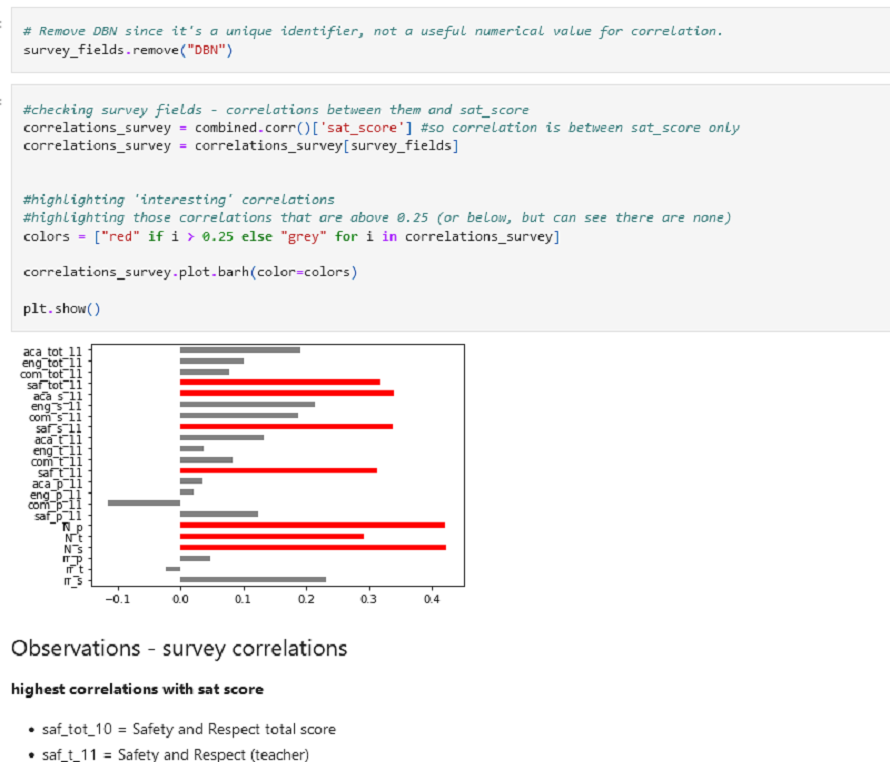 # Remove DBN since it's a unique identifier, not a useful numerical value for correlation.
survey_fields.remove("DBN")
#checking survey fields - correlations between them and sat_score
correlations_survey = combined.corr()['sat_score'] #so correlation is between sat_score only
correlations_survey = correlations_survey[survey_fields]
#highlighting 'interesting' correlations
#highlighting those correlations that are above 0.25 (or below, but can see there are none)
colors = ["red" if i > 0.25 else "grey" for i in correlations_survey]
correlations_survey.plot.barh(color=colors)
plt.show()
aca_tot_11
eng_tot_11
com_tot_11
saf_tot_11
aca_s_11
eng_s_11
com_s_11
saf_s_11
aca_t_11
eng_t_11
com_t_11
saf_t_11
aca_p_11
eng_p_11
com_p_11
saf_p_11
N_p
N_t
N_s
rr_p
rr_t
rr_s
−0.1 0.0 0.1 0.2 0.3 0.4
Observations - survey correlations
highest correlations with sat score
• saf_tot_10 = Safety and Respect total score
• saf_t_11 = Safety and Respect (teacher)